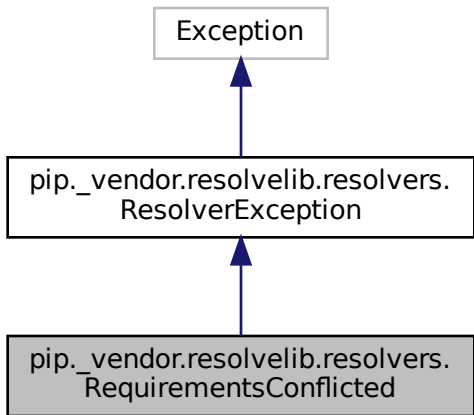 Exception
pip._vendor.resolvelib.resolvers.
ResolverException
pip._vendor.resolvelib.resolvers.
RequirementsConflicted